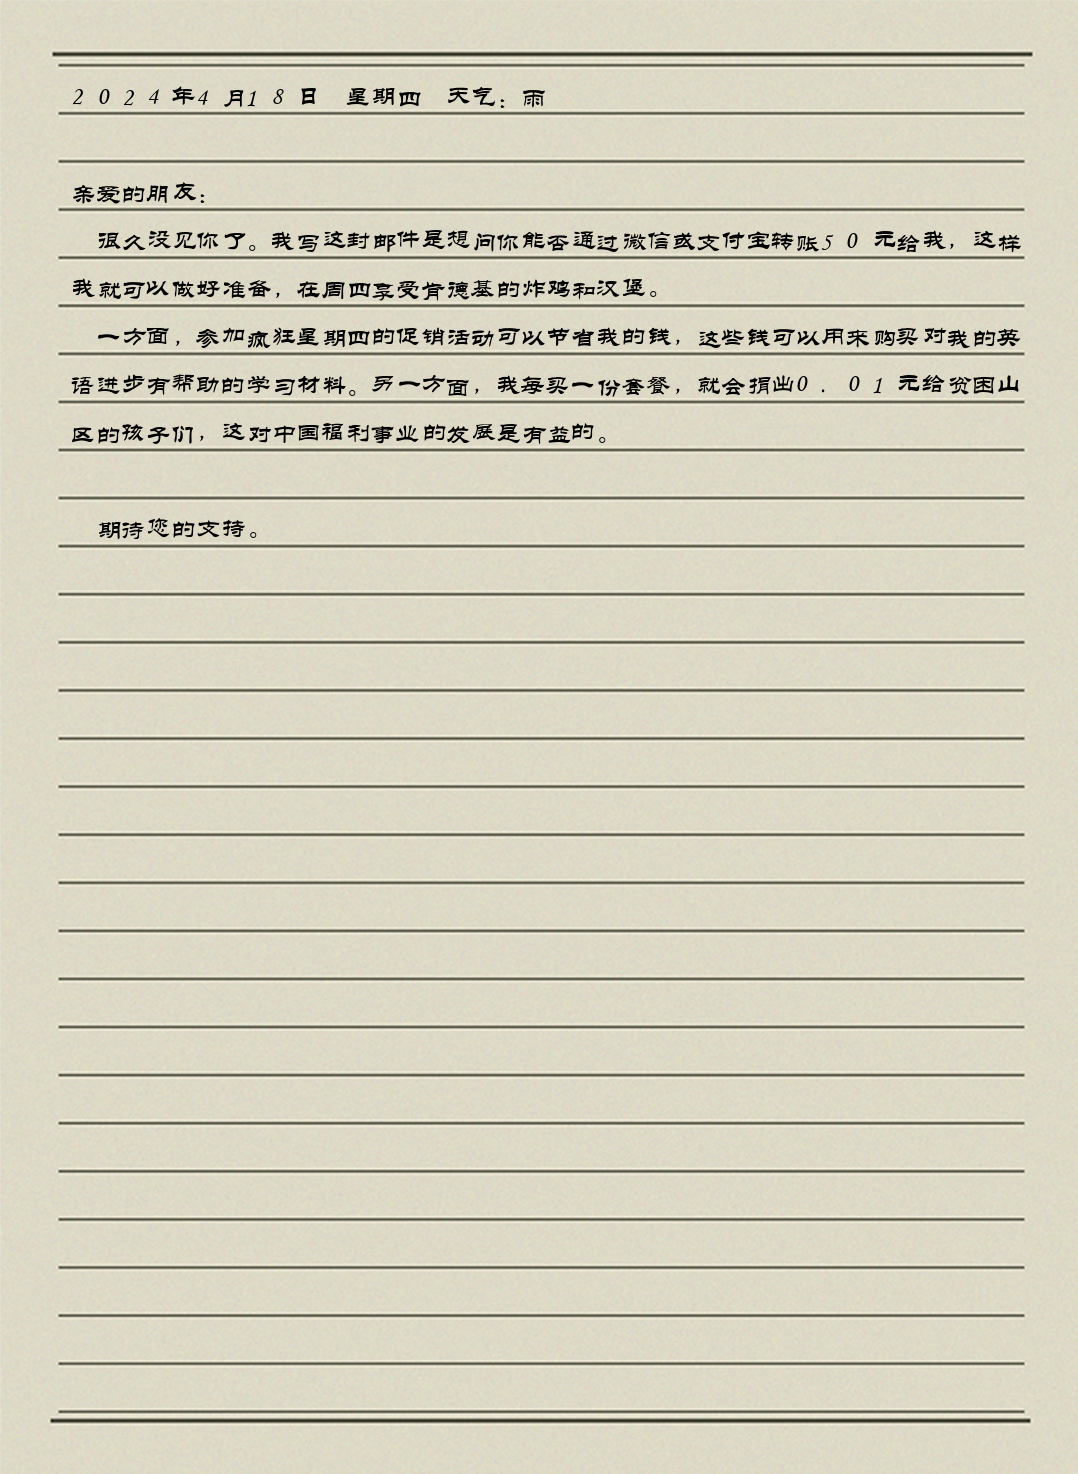 2024年4月18日 星期四 天气：雨
亲爱的朋友：
很久没见你了。我写这封邮件是想问你能否通过微信或支付宝转账50元给我，这样
我就可以做好准备，在周四享受肯德基的炸鸡和汉堡。
一方面，参加疯狂星期四的促销活动可以节省我的钱，这些钱可以用来购买对我的英
语进步有帮助的学习材料。另一方面，我每买一份套餐，就会捐出0.01元给贫困山
区的孩子们，这对中国福利事业的发展是有益的。
期待您的支持。